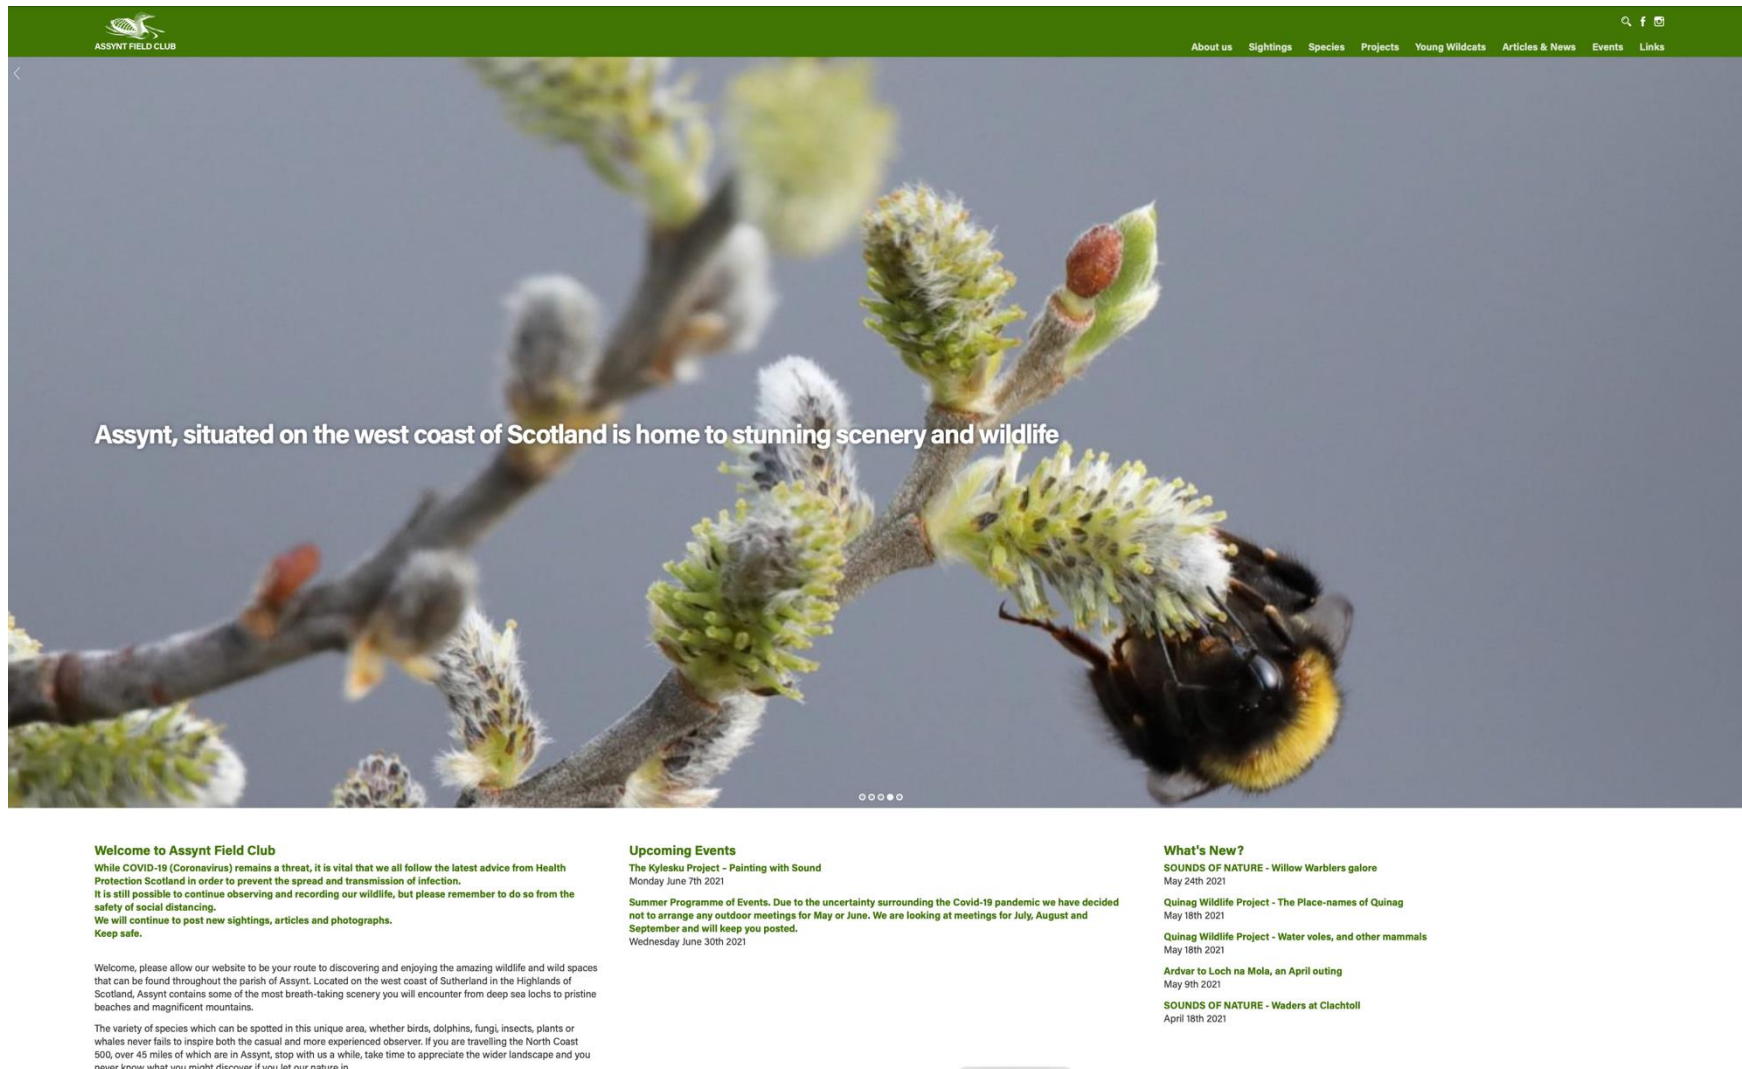 ASSYNT FIELD CLUB
About us Sightings Species Projects Young Wildcats Articles & News Events Links
Assynt, situated on the west coast of Scotland is home to stunning scenery and wildlife
Welcome to Assynt Field Club
While COVID-19 (Coronavirus) remains a threat, it is vital that we all follow the latest advice from Health
Protection Scotland in order to prevent the spread and transmission of infection.
It is still possible to continue observing and recording our wildlife, but please remember to do so from the
safety of social distancing.
We will continue to post new sightings, articles and photographs.
Keep safe.
Welcome, please allow our website to be your route to discovering and enjoying the amazing wildlife and wild spaces
that can be found throughout the parish of Assynt. Located on the west coast of Sutherland in the Highlands of
Scotland, Assynt contains some of the most breath-taking scenery you will encounter from deep sea lochs to pristine
beaches and magnificent mountains.
The variety of species which can be spotted in this unique area, whether birds, dolphins, fungi, insects, plants or
whales never fails to inspire both the casual and more experienced observer. If you are travelling the North Coast
500, over 45 miles of which are in Assynt, stop with us a while, take time to appreciate the wider landscape and you
never know what you might discover if you let our nature in.
Upcoming Events
The Kylesku Project – Painting with Sound
Monday June 7th 2021
Summer Programme of Events. Due to the uncertainty surrounding the Covid-19 pandemic we have decided
not to arrange any outdoor meetings for May or June. We are looking at meetings for July, August and
September and will keep you posted.
Wednesday June 30th 2021
What's New?
SOUNDS OF NATURE - Willow Warblers galore
May 24th 2021
Quinag Wildlife Project - The Place-names of Quinag
May 18th 2021
Quinag Wildlife Project - Water voles, and other mammals
May 18th 2021
Ardvar to Loch na Mola, an April outing
May 9th 2021
SOUNDS OF NATURE - Waders at Clachtoll
April 18th 2021